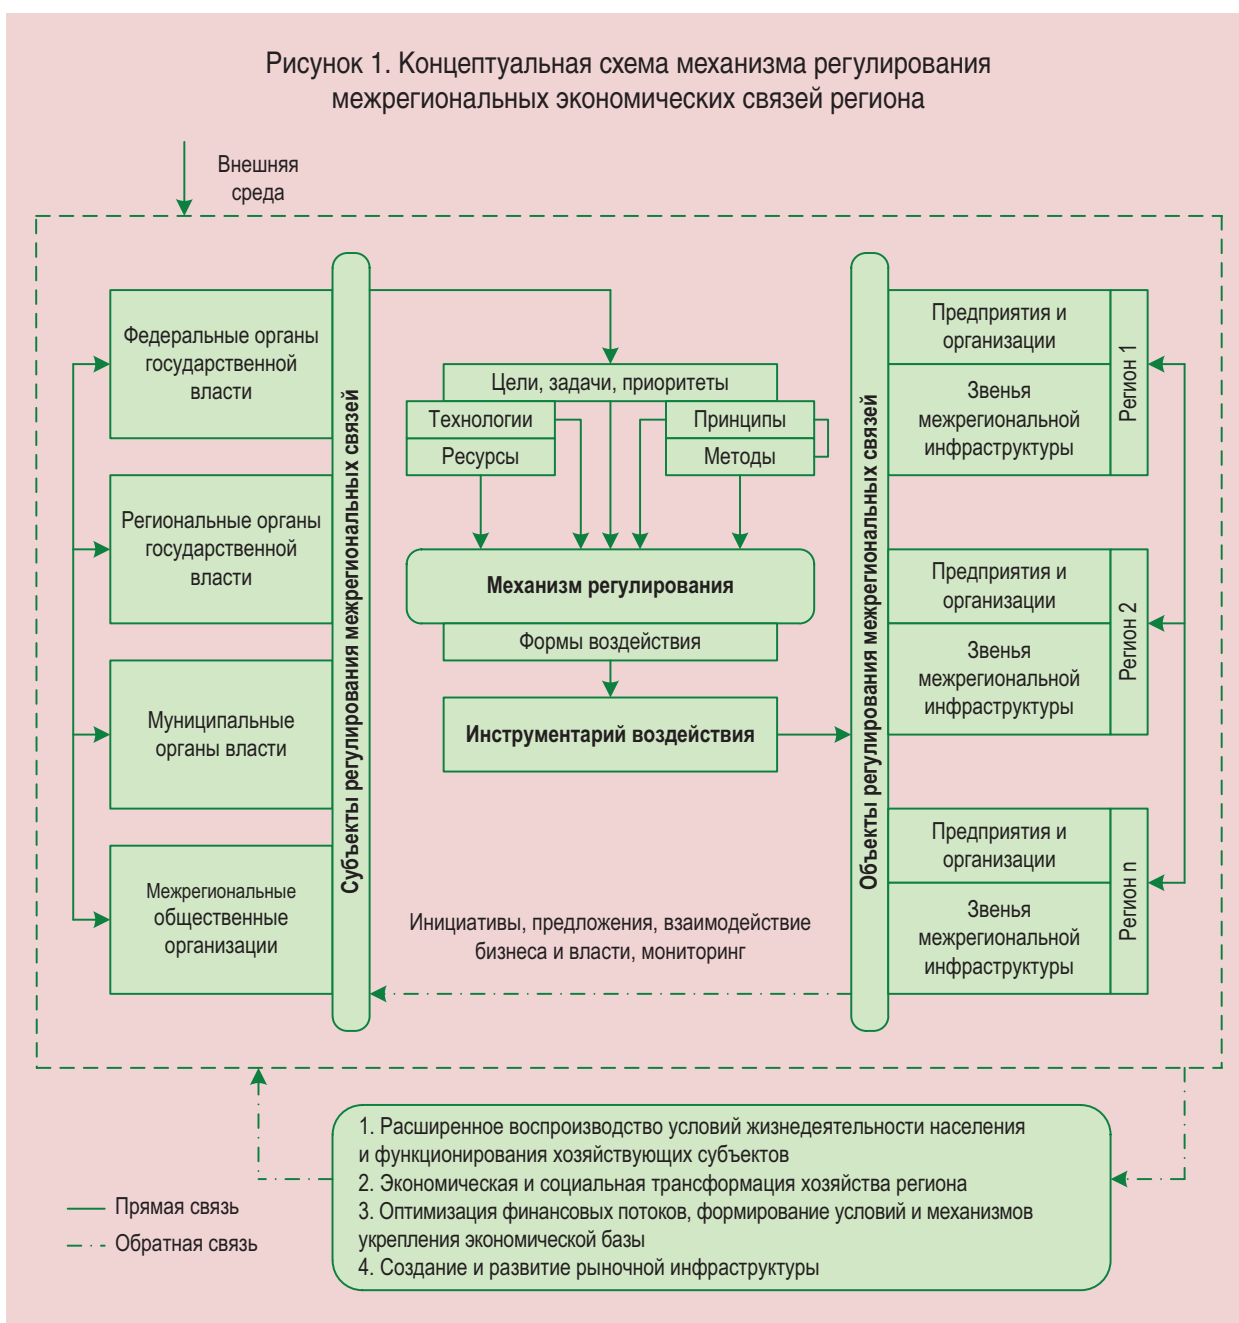 Рисунок 1. Концептуальная схема механизма регулирования
межрегиональных экономических связей региона
Внешняя
среда
Федеральные органы
государственной
власти
Региональные органы
государственной
власти
Муниципальные
органы власти
Межрегиональные
общественные
организации
Субъекты регулирования межрегиональных связей
Цели, задачи, приоритеты
Технологии
Ресурсы
Принципы
Методы
Механизм регулирования
Формы воздействия
Инструментарий воздействия
Инициативы, предложения, взаимодействие
бизнеса и власти, мониторинг
Объекты регулирования межрегиональных связей
Предприятия и
организации
Звенья
межрегиональной
инфраструктуры
Регион 1
Предприятия и
организации
Звенья
межрегиональной
инфраструктуры
Регион 2
Предприятия и
организации
Звенья
межрегиональной
инфраструктуры
Регион n
1. Расширенное воспроизводство условий жизнедеятельности населения
и функционирования хозяйствующих субъектов
2. Экономическая и социальная трансформация хозяйства региона
3. Оптимизация финансовых потоков, формирование условий и механизмов
укрепления экономической базы
4. Создание и развитие рыночной инфраструктуры
Прямая связь
Обратная связь